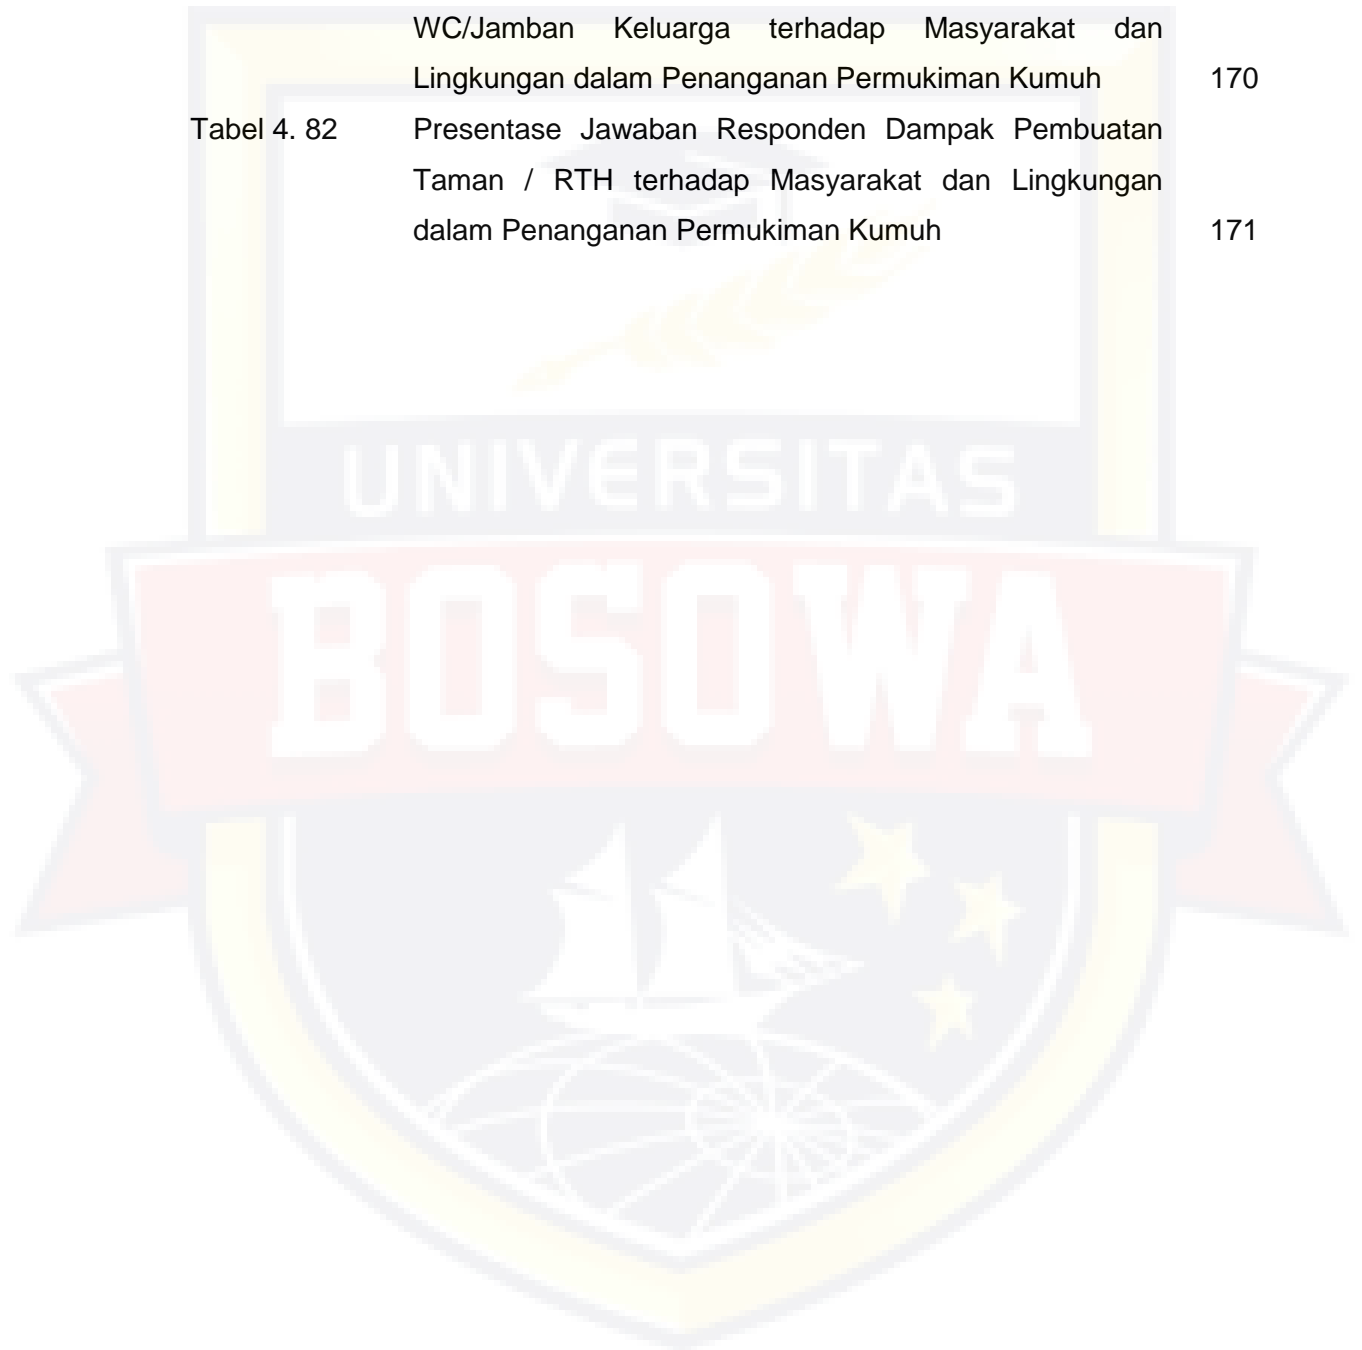 WC/Jamban Keluarga terhadap Masyarakat dan
Lingkungan dalam Penanganan Permukiman Kumuh 170
Tabel 4. 82 Presentase Jawaban Responden Dampak Pembuatan
Taman / RTH terhadap Masyarakat dan Lingkungan
dalam Penanganan Permukiman Kumuh 171
UNIVERSITAS
BOSOWA